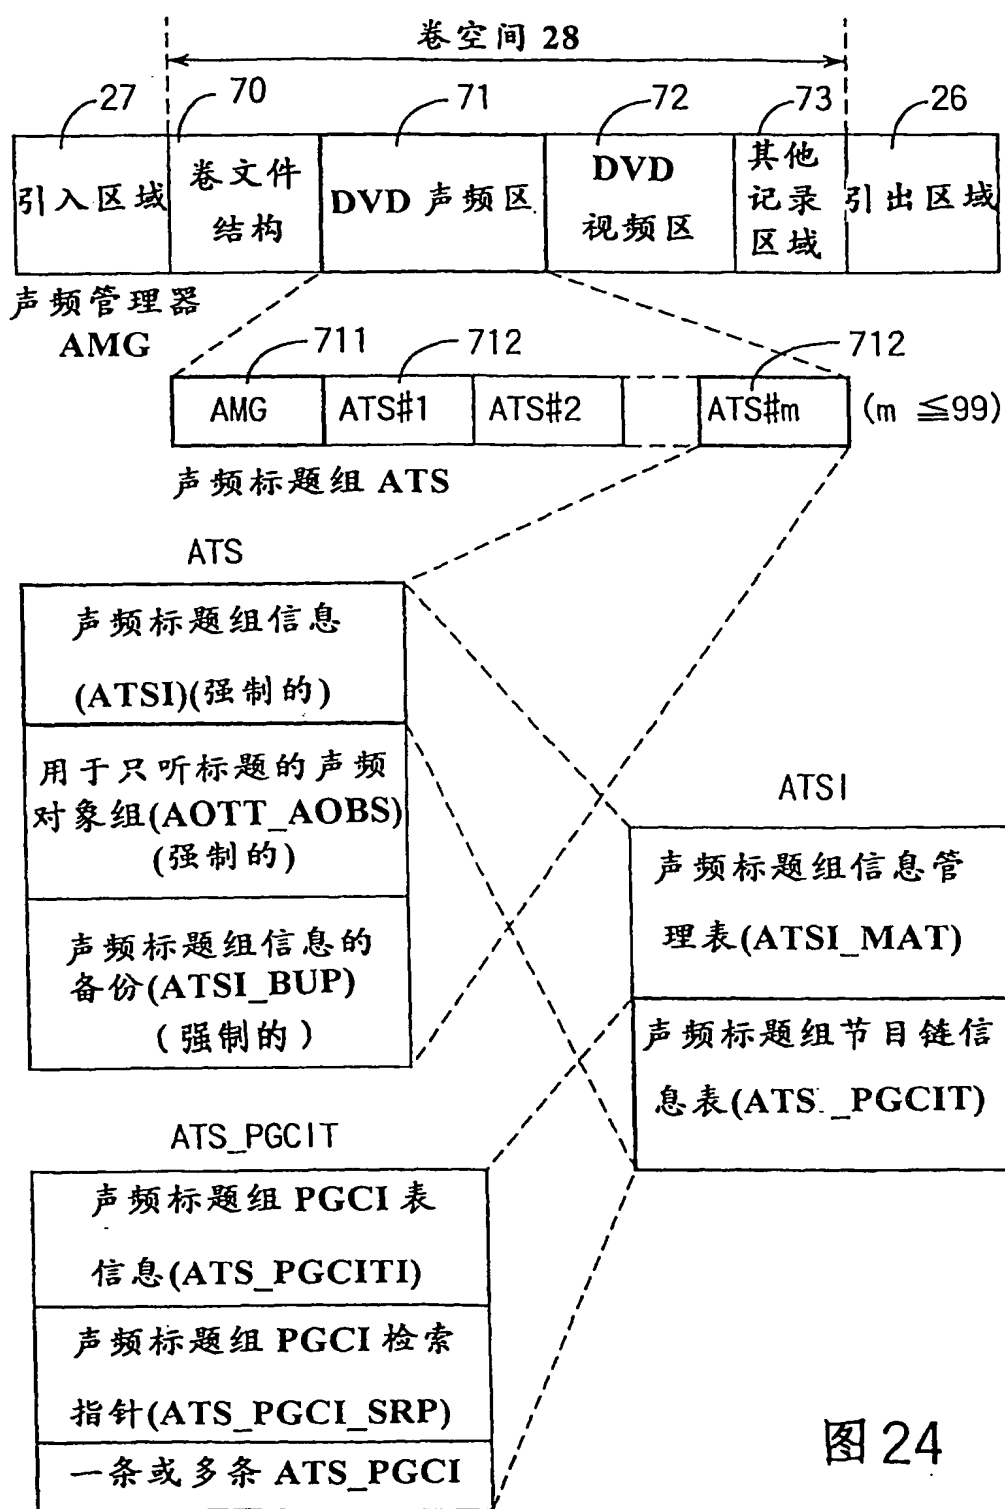 卷空间 28
27
70
71
72
73
26
引入区域
卷文件
结构
DVD 声频区
DVD
视频区
其他
记录
区域
引出区域
声频管理器
AMG
711
712
712
AMG
ATS#1
ATS#2
ATS#m
(m ≦99)
声频标题组 ATS
ATS
声频标题组信息
(ATSI)(强制的)
用于只听标题的声频
对象组(AOTT_AOBS)
(强制的)
声频标题组信息的
备份(ATSI_BUP)
(强制的)
ATSI
声频标题组信息管
理表(ATSI_MAT)
声频标题组节目链信
息表(ATS_PGCIT)
ATS_PGCIT
声频标题组 PGCI 表
信息(ATS_PGCITI)
声频标题组 PGCI 检索
指针(ATS_PGCI_SRP)
一条或多条 ATS_PGCI
图24